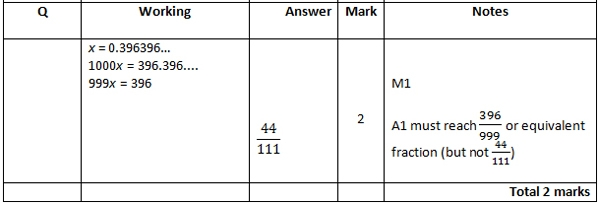 Q Working Answer Mark Notes
x = 0.396396...
1000x = 396.396....
999x = 396
M1
44/111
2
A1 must reach 396/999 or equivalent
fraction (but not 44/111)
Total 2 marks